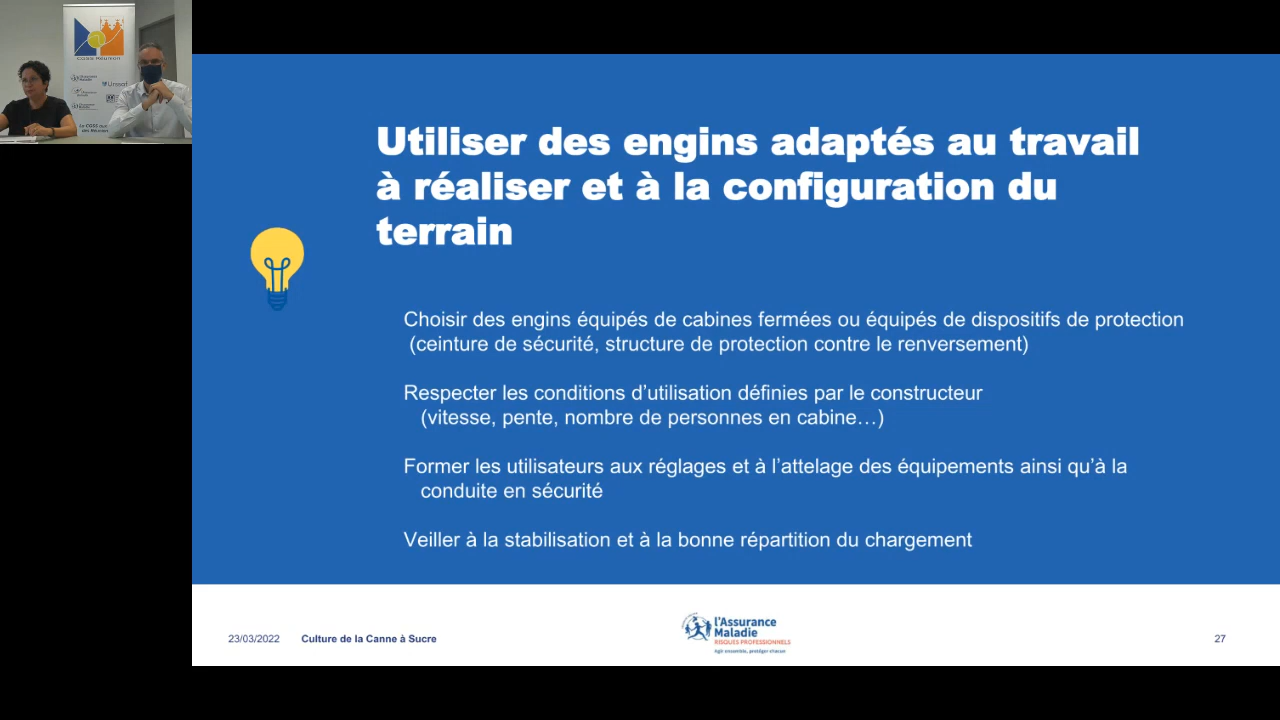 Utiliser des engins adaptés au travail
à réaliser et à la configuration du
terrain
Choisir des engins équipés de cabines fermées ou équipés de dispositifs de protection
(ceinture de sécurité, structure de protection contre le renversement)
Respecter les conditions d’utilisation définies par le constructeur
(vitesse, pente, nombre de personnes en cabine…)
Former les utilisateurs aux réglages et à l’attelage des équipements ainsi qu’à la
conduite en sécurité
Veiller à la stabilisation et à la bonne répartition du chargement
23/03/2022 Culture de la Canne à Sucre
l'Assurance
Maladie
RISQUES PROFESSIONNELS
Agir ensemble, protéger chacun
27